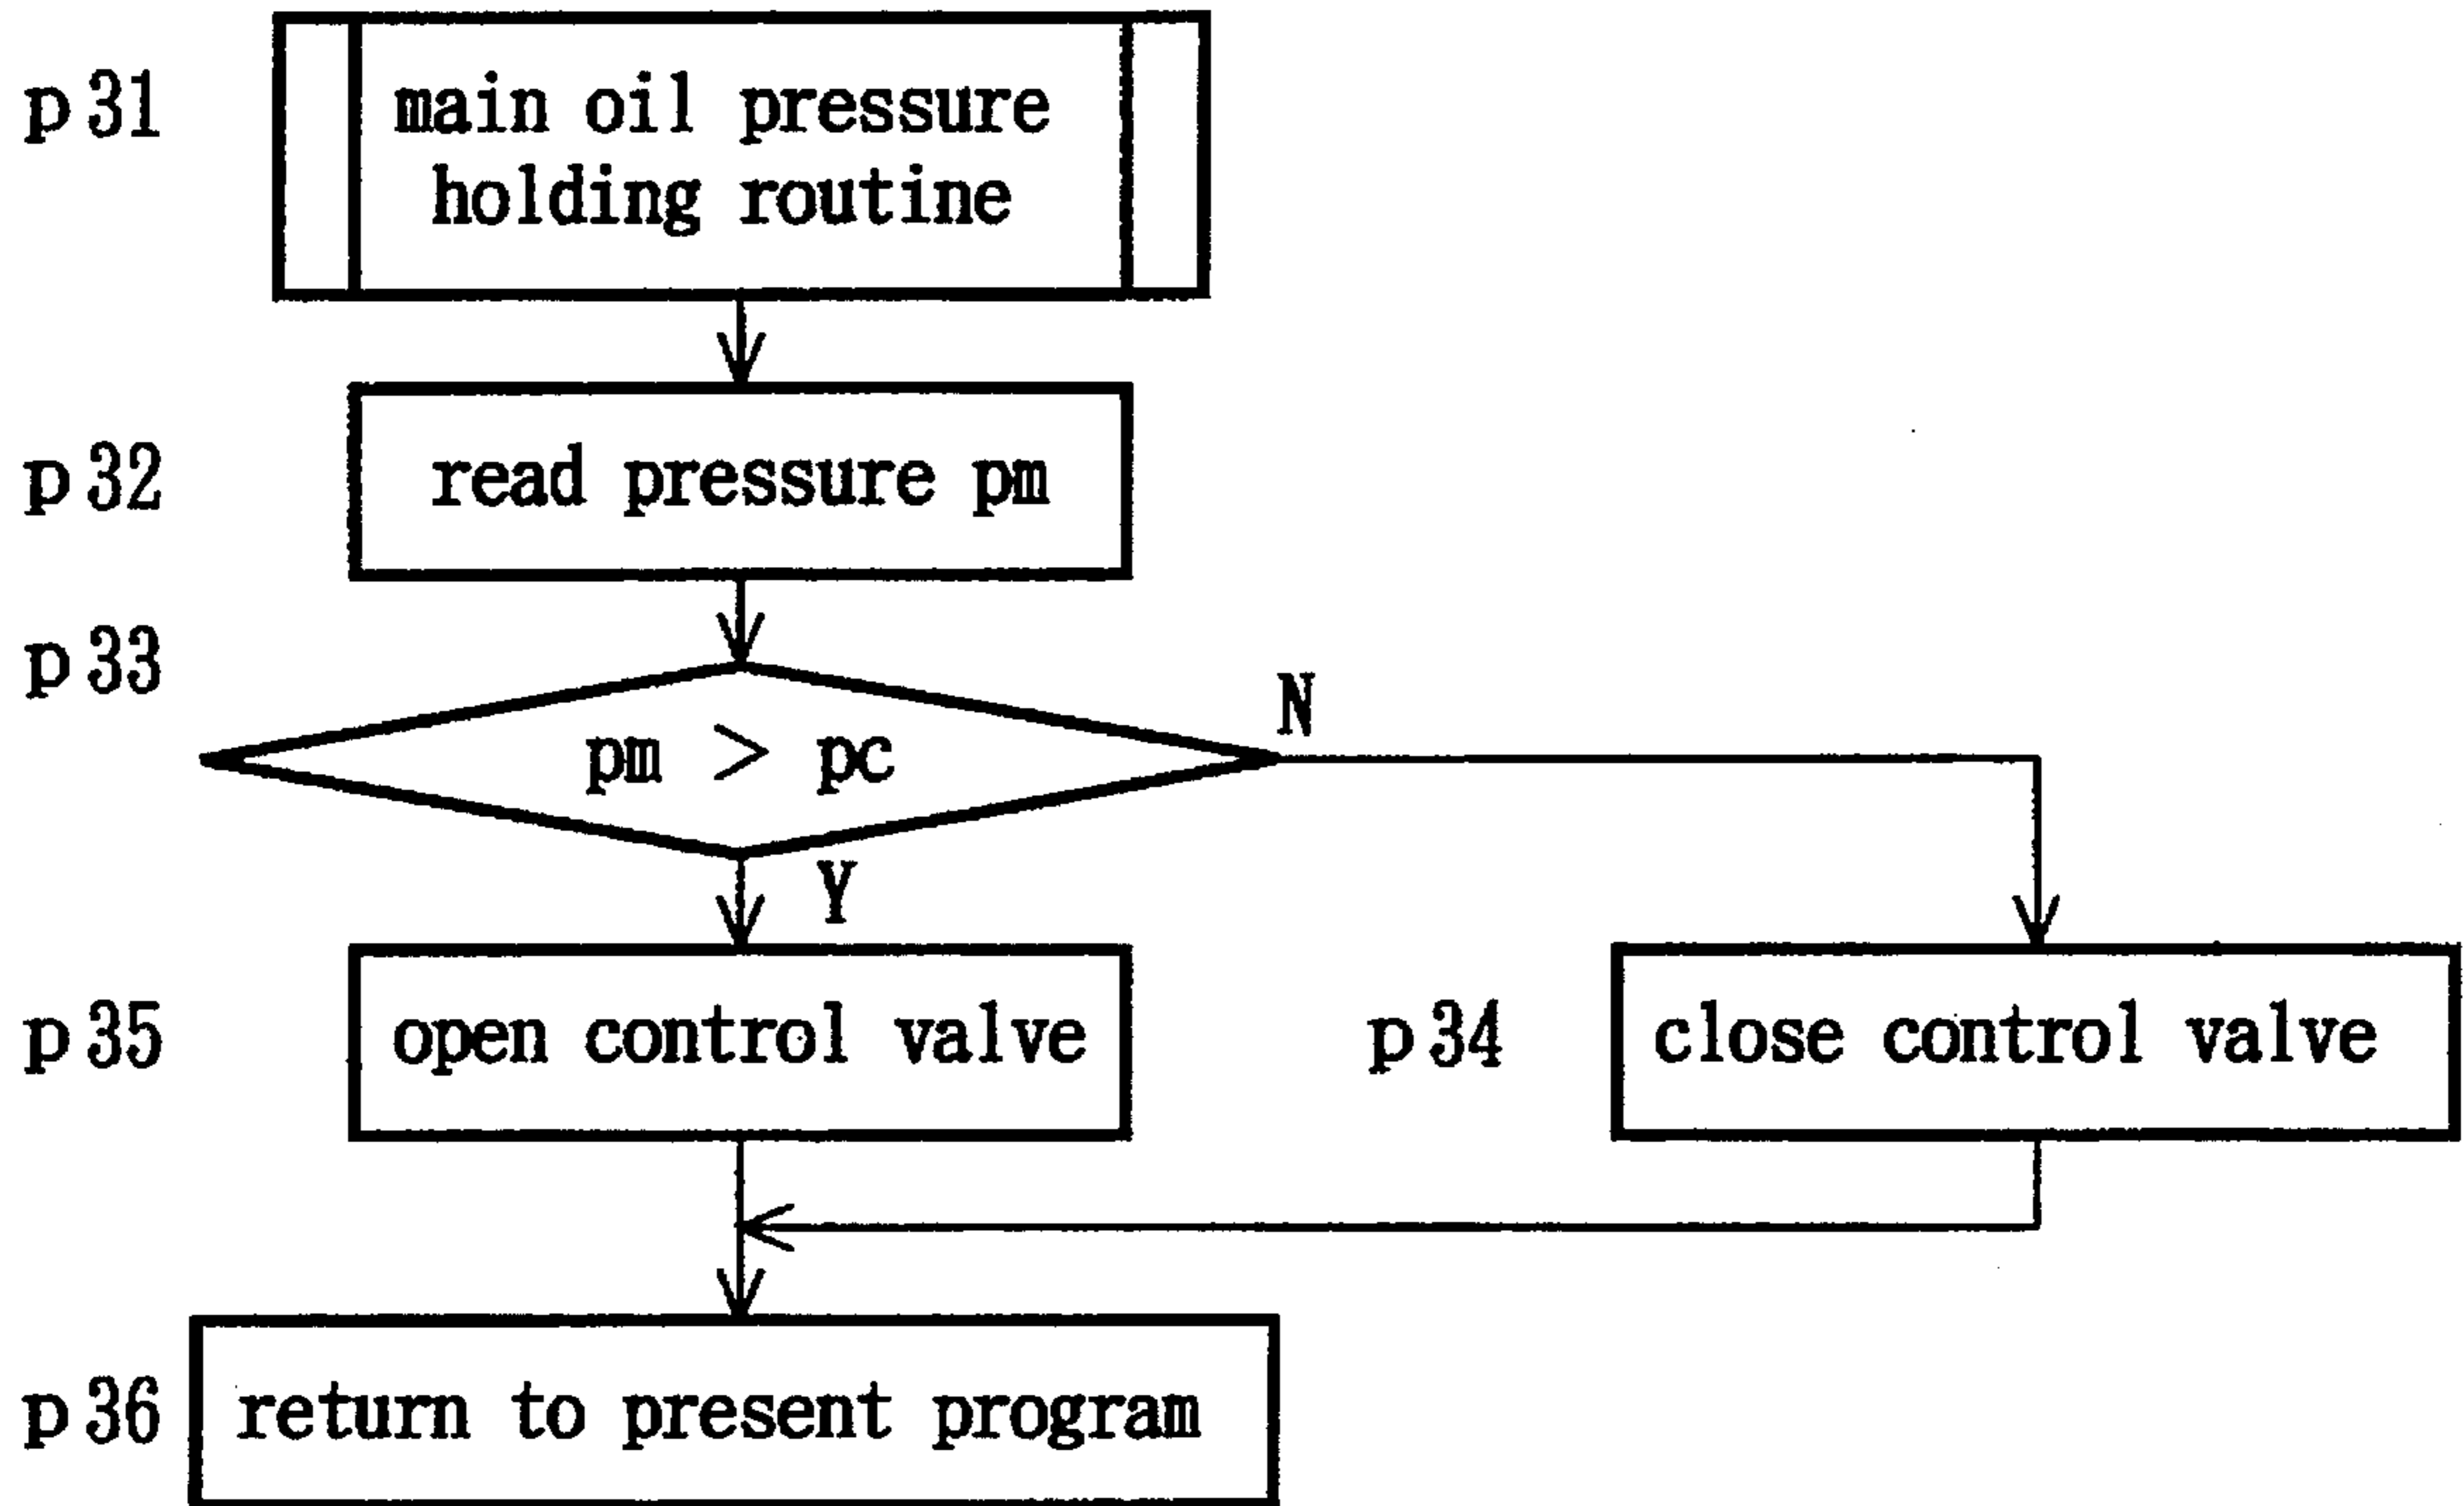 p31
main oil pressure
holding routine
p32
read pressure pm
p33
pm > pc
N
Y
p35
open control valve
p34
close control valve
p36
return to present program